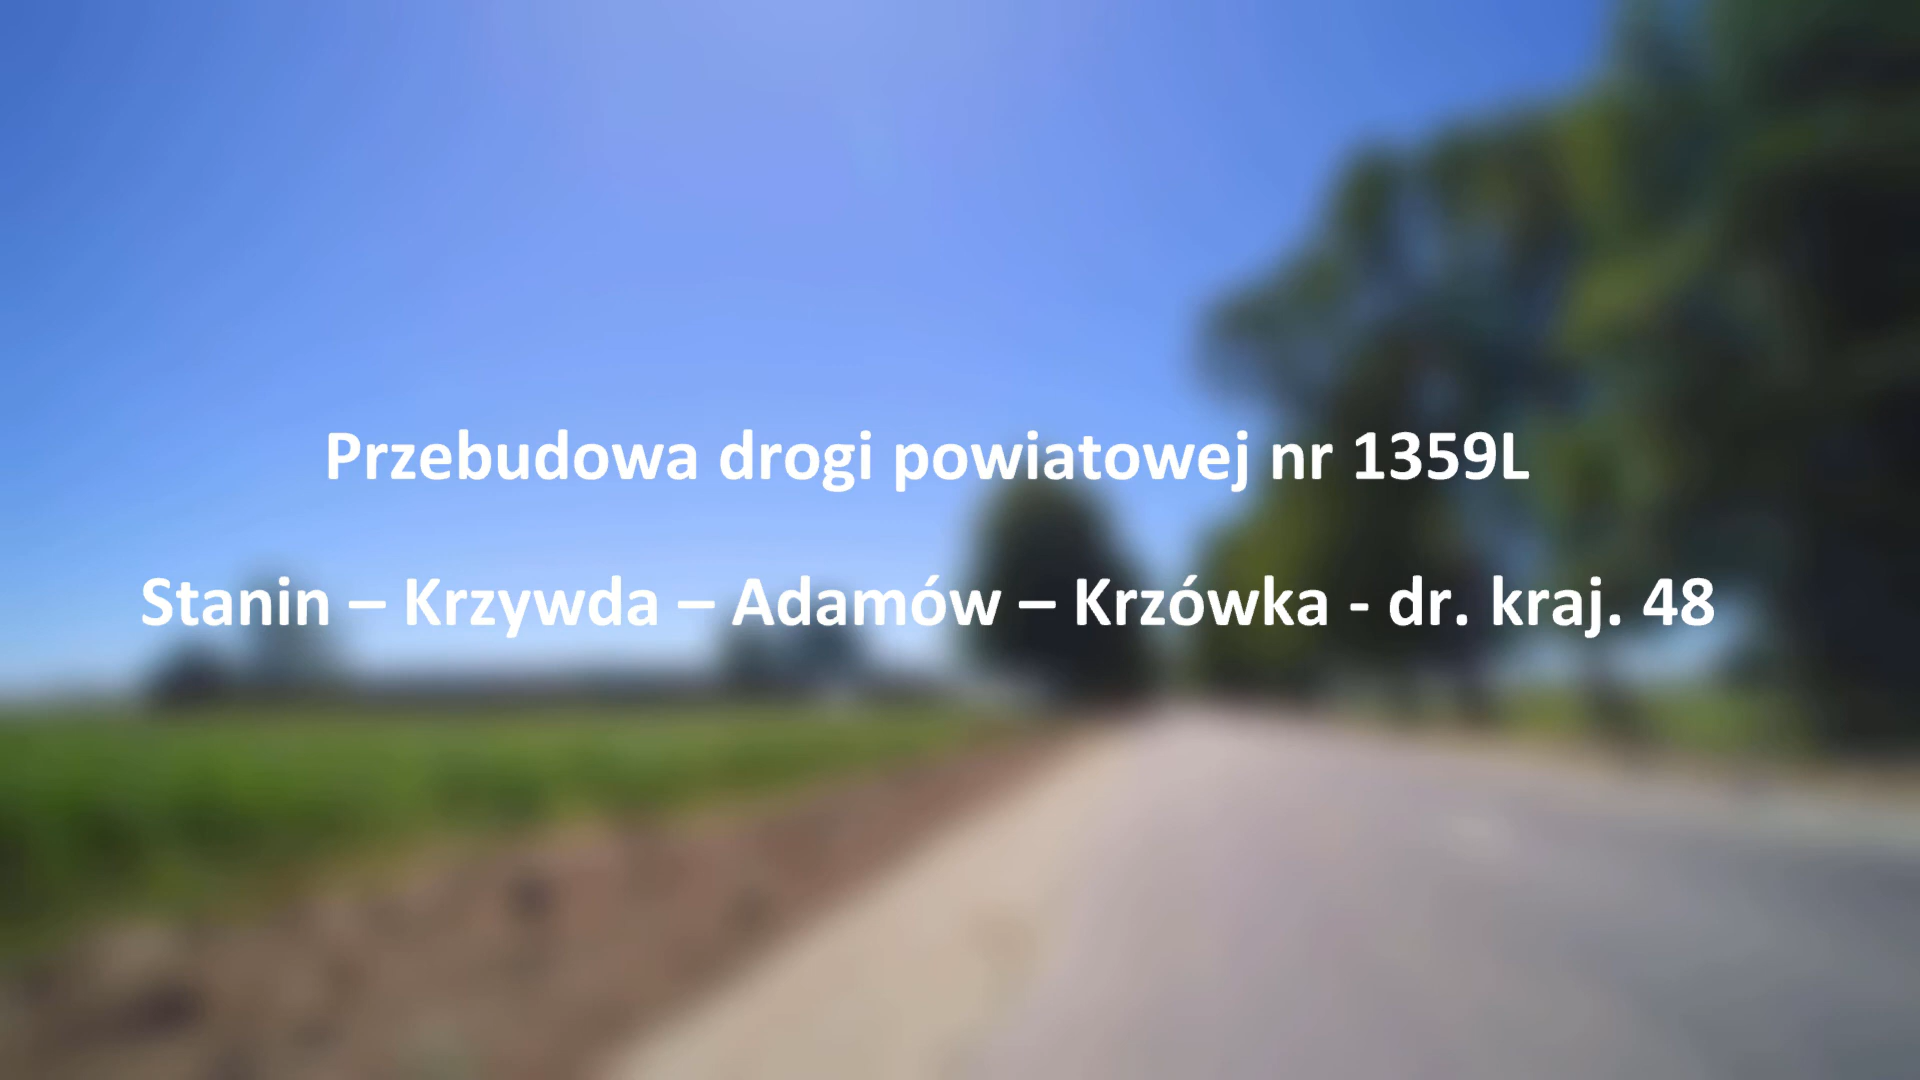 Przebudowa drogi powiatowej nr 1359L
Stanin – Krzywda – Adamów – Krzówka - dr. kraj. 48